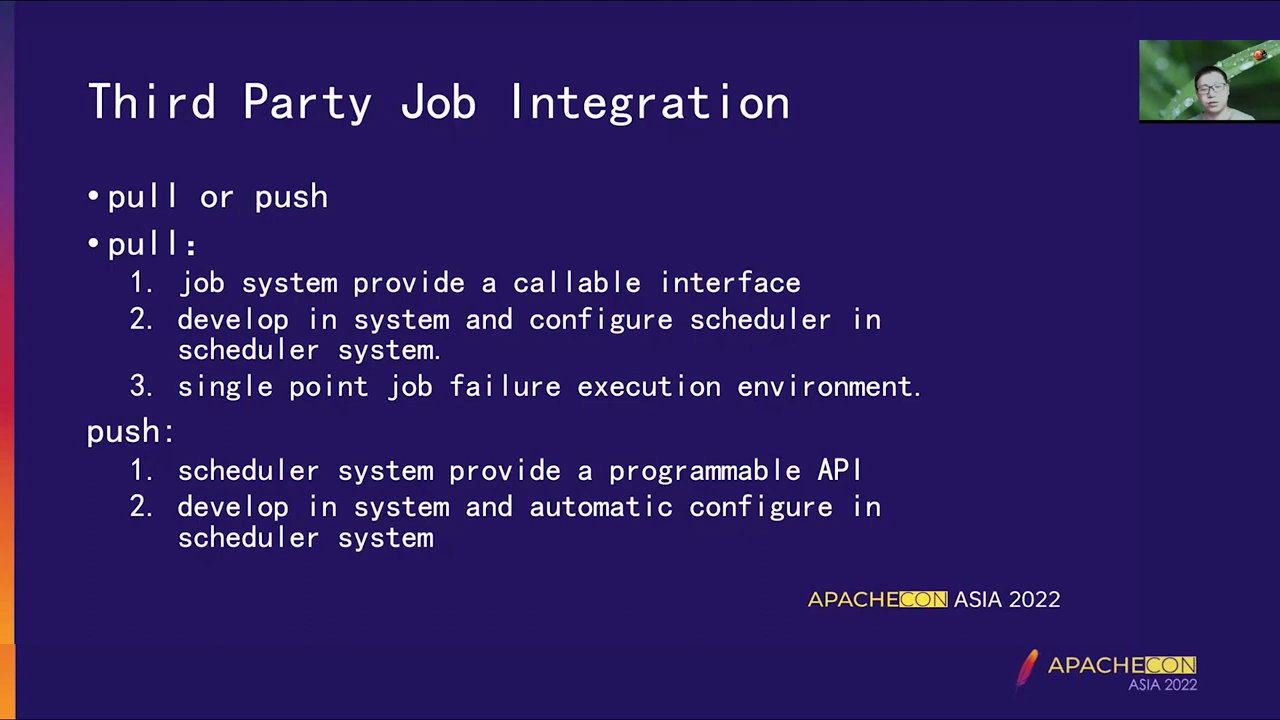 Third Party Job Integration
•pull or push
•pull：
1. job system provide a callable interface
2. develop in system and configure scheduler in
scheduler system.
3. single point job failure execution environment.
push:
1. scheduler system provide a programmable API
2. develop in system and automatic configure in
scheduler system
APACHECON ASIA 2022
APACHECON
ASIA 2022